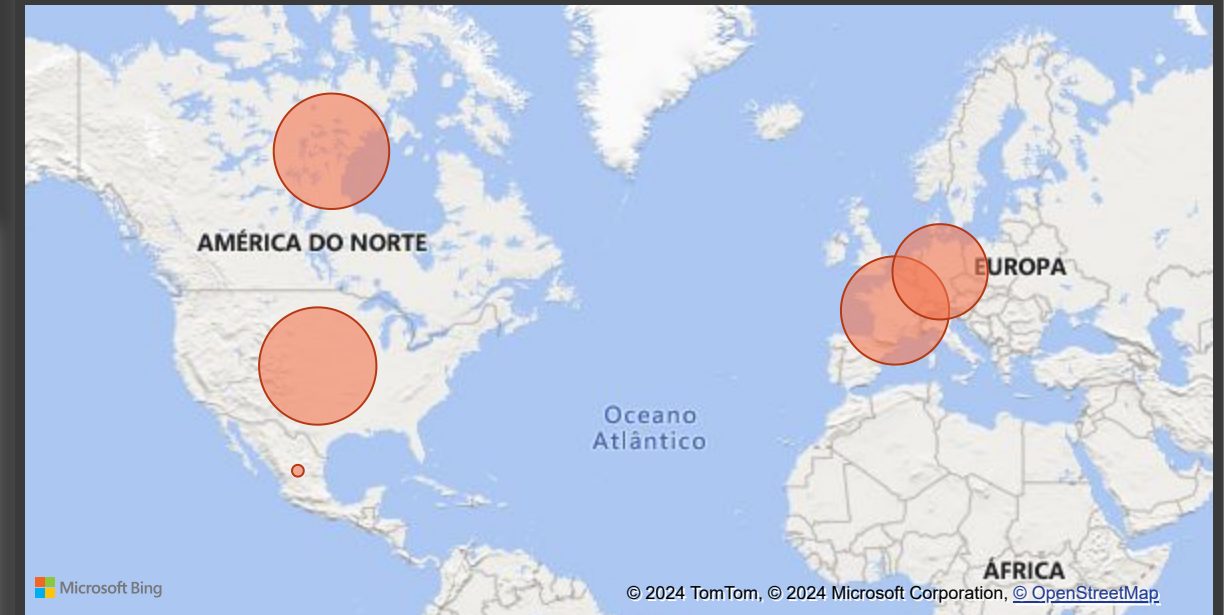 AMÉRICA DO NORTE
EUROPA
Oceano
Atlântico
ÁFRICA
Microsoft Bing
© 2024 TomTom, © 2024 Microsoft Corporation, © OpenStreetMap